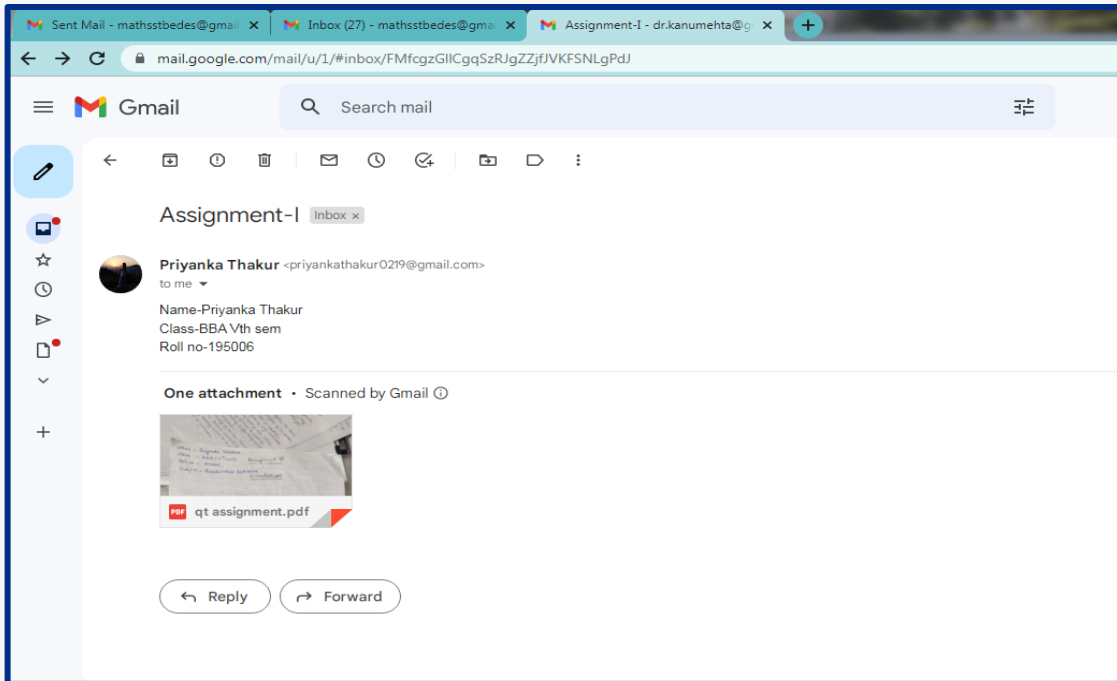 Sent Mail - mathsstbedes@gmail
Inbox (27) - mathsstbedes@gma
Assignment-I - dr.kanumehta@g
mail.google.com/mail/u/1/#inbox/FMfcgzGllCgqSzRJgZZjfJVKFSNLgPdJ
Gmail
Search mail
Assignment-I Inbox x
Priyanka Thakur <priyankathakur0219@gmail.com>
to me
Name-Priyanka Thakur
Class-BBA Vth sem
Roll no-195006
One attachment • Scanned by Gmail
PDF qt assignment.pdf
Reply
Forward